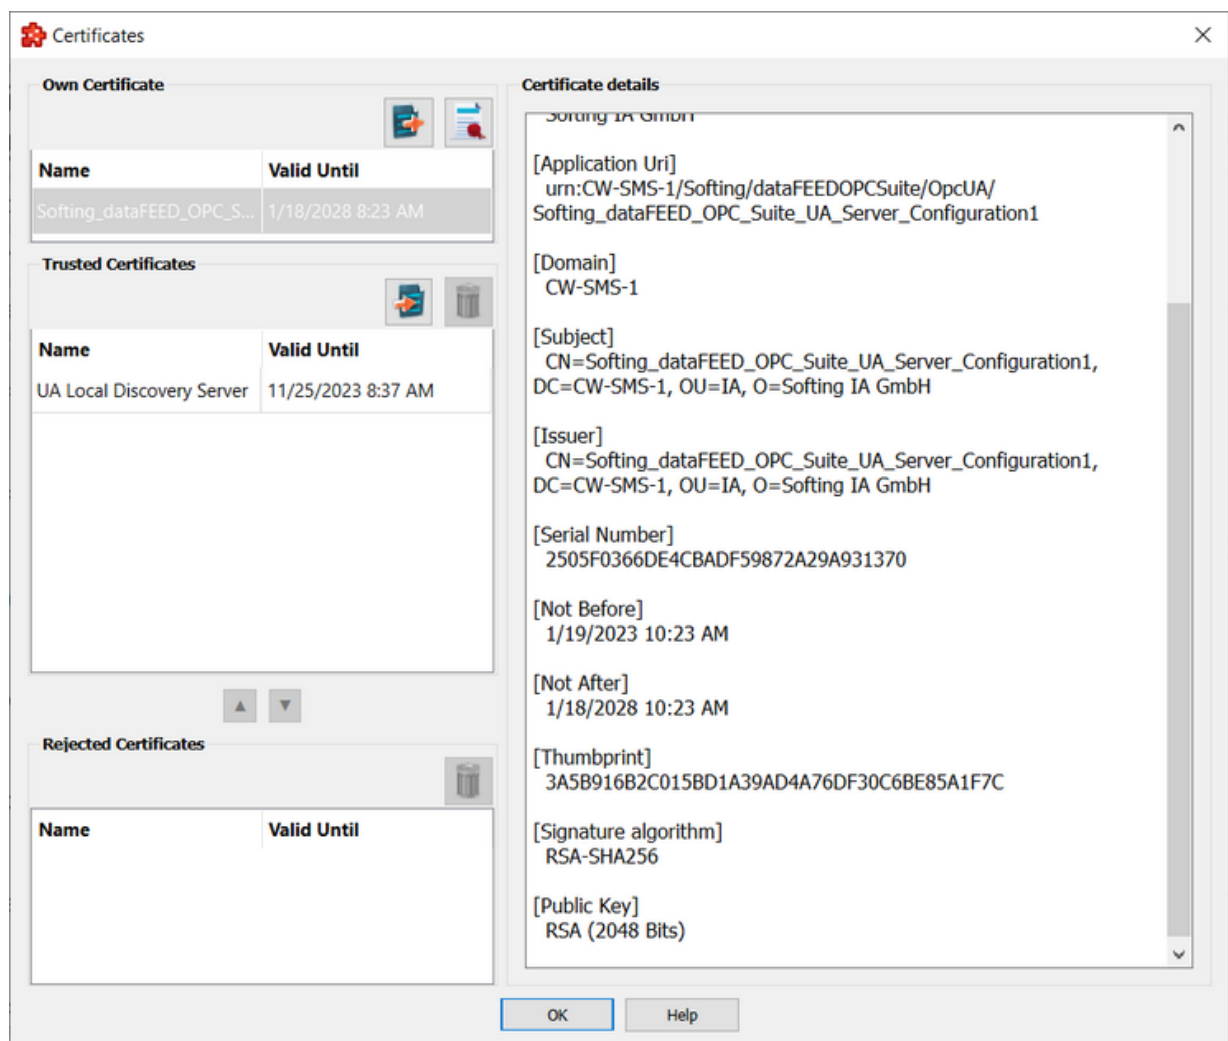 Certificates
Own Certificate
Name Valid Until
Softing_dataFEED_OPC_S... 1/18/2028 8:23 AM
Trusted Certificates
Name Valid Until
UA Local Discovery Server 11/25/2023 8:37 AM
Rejected Certificates
Name Valid Until
Certificate details
Softing IA GmbH
[Application Uri]
urn:CW-SMS-1/Softing/dataFEEDOPCSuite/OpcUA/
Softing_dataFEED_OPC_Suite_UA_Server_Configuration1
[Domain]
CW-SMS-1
[Subject]
CN=Softing_dataFEED_OPC_Suite_UA_Server_Configuration1,
DC=CW-SMS-1, OU=IA, O=Softing IA GmbH
[Issuer]
CN=Softing_dataFEED_OPC_Suite_UA_Server_Configuration1,
DC=CW-SMS-1, OU=IA, O=Softing IA GmbH
[Serial Number]
2505F0366DE4CBADF59872A29A931370
[Not Before]
1/19/2023 10:23 AM
[Not After]
1/18/2028 10:23 AM
[Thumbprint]
3A5B916B2C015BD1A39AD4A76DF30C6BE85A1F7C
[Signature algorithm]
RSA-SHA256
[Public Key]
RSA (2048 Bits)
OK
Help